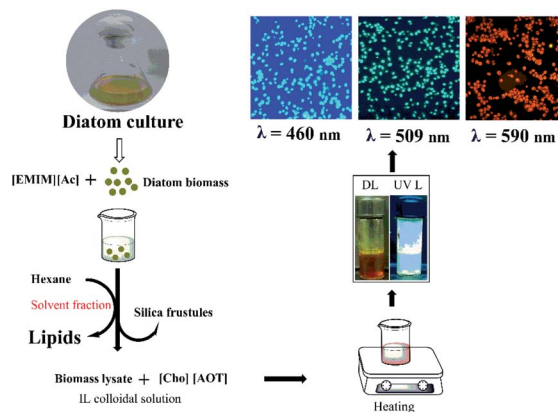 Diatom culture
[EMIM][Ac] +
Diatom biomass
Hexane
Solvent fraction
Lipids
Silica frustules
Biomass lysate + [Cho] [AOT]
IL colloidal solution
λ = 460 nm
λ = 509 nm
λ = 590 nm
DL
UV L
Heating